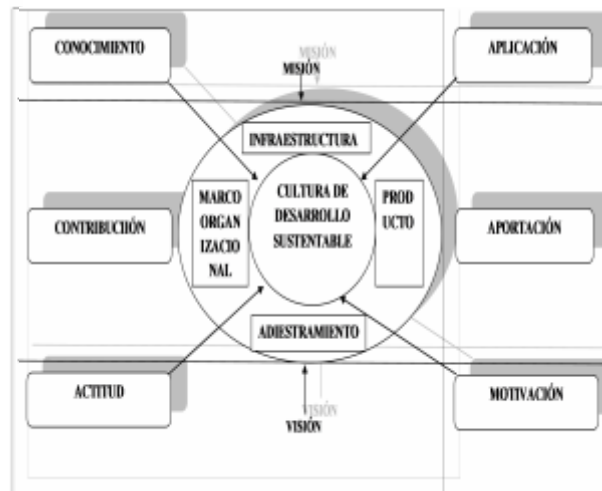 CONOCIMIENTO
APLICACIÓN
MISIÓN
MISIÓN
INFRAESTRUCTURA
MARCO
ORGAN
IZACIO
NAL
CULTURA DE
DESARROLLO
SUSTENTABLE
PROD
UCTO
CONTRIBUCIIÓN
APORTACIÓN
ADIESTRAMIENTO
ACTITUD
MOTIVACIÓN
VISIÓN
VISIÓN